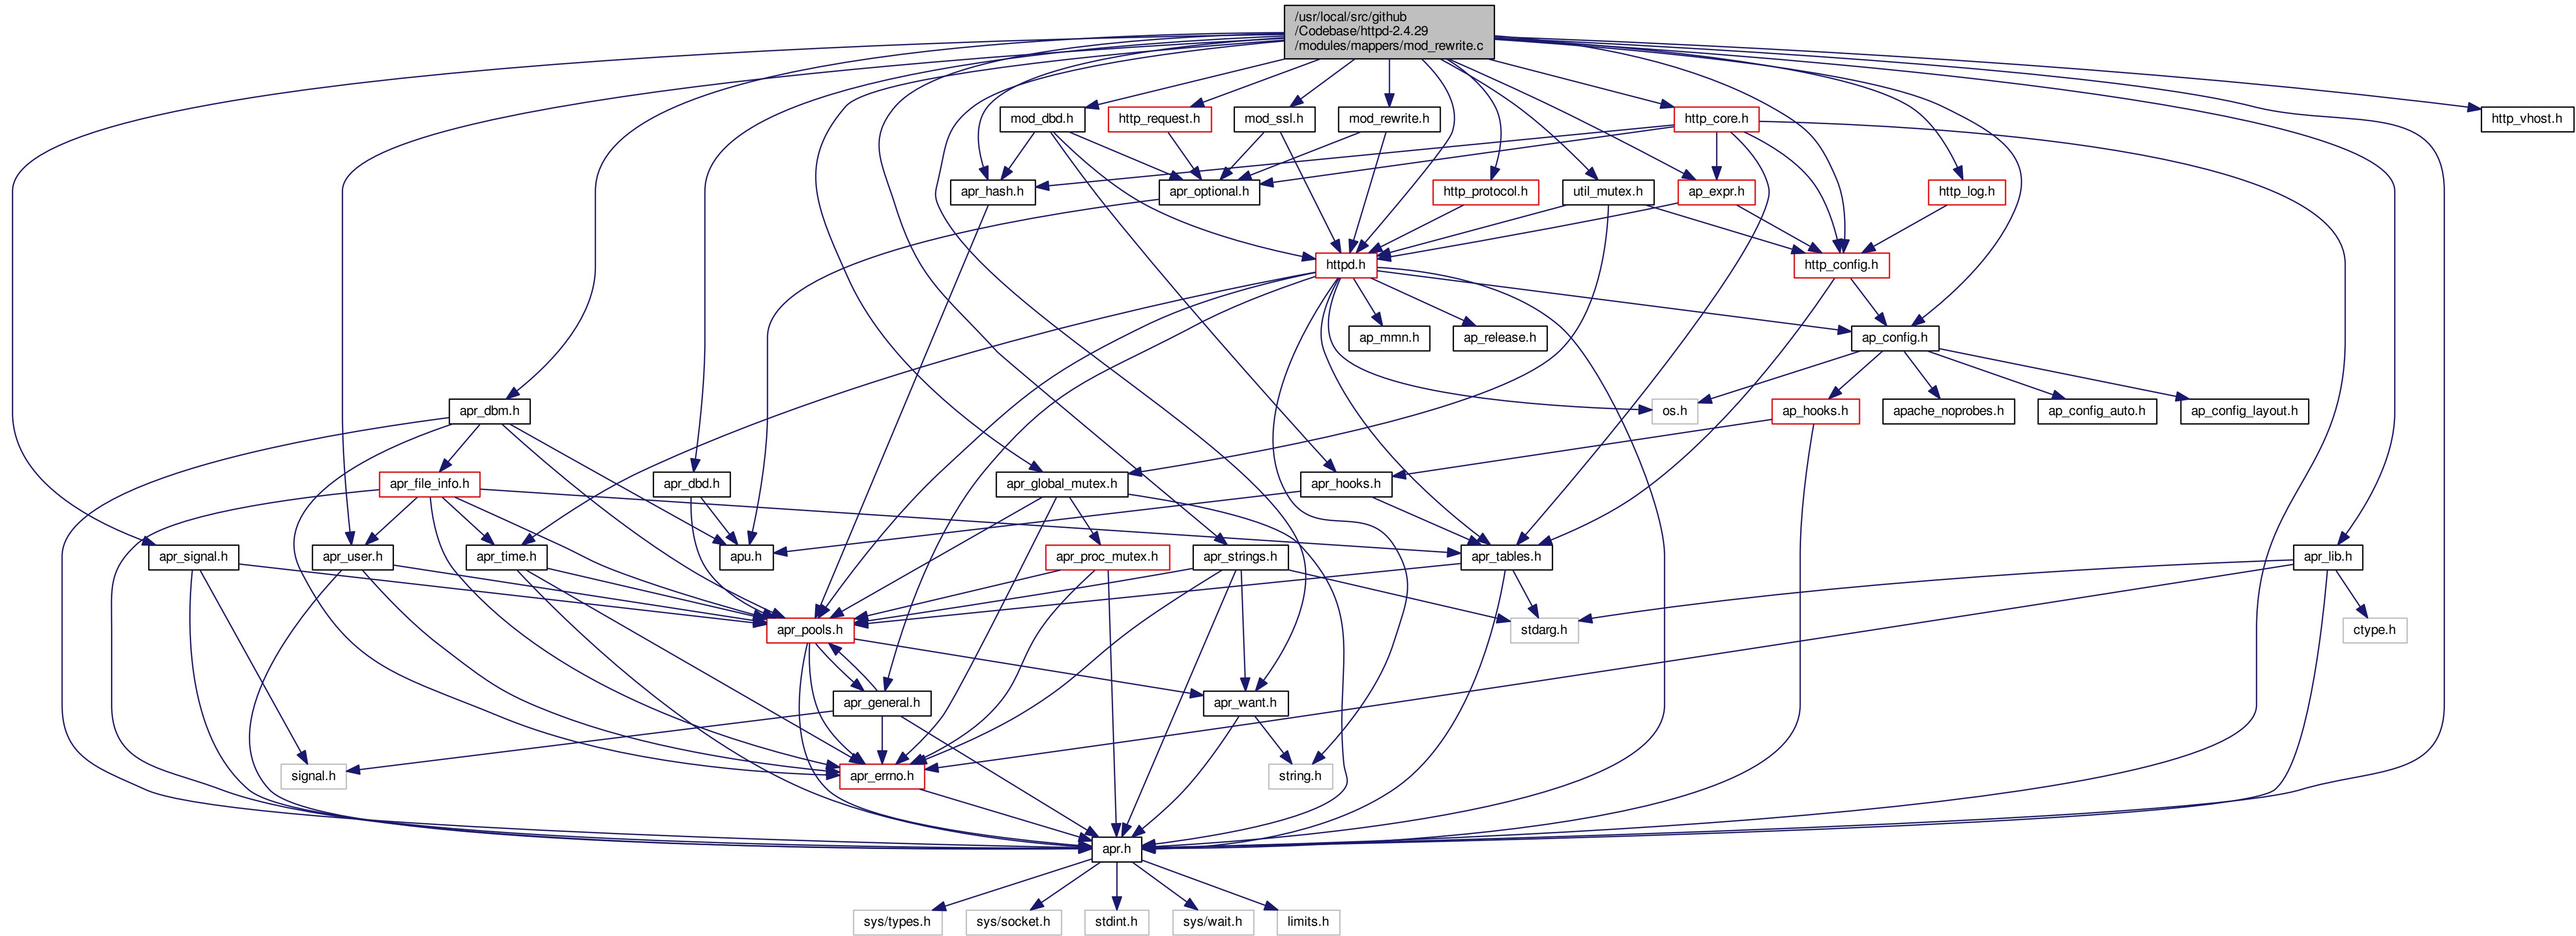 /usr/local/src/github
/Codebase/httpd-2.4.29
/modules/mappers/mod_rewrite.c
mod_dbd.h
http_request.h
mod_ssl.h
mod_rewrite.h
http_core.h
http_vhost.h
apr_hash.h
apr_optional.h
http_protocol.h
util_mutex.h
ap_expr.h
http_log.h
httpd.h
http_config.h
ap_mmn.h
ap_release.h
ap_config.h
apr_dbm.h
os.h
ap_hooks.h
apache_noprobes.h
ap_config_auto.h
ap_config_layout.h
apr_file_info.h
apr_dbd.h
apr_global_mutex.h
apr_hooks.h
apr_signal.h
apr_user.h
apr_time.h
apu.h
apr_proc_mutex.h
apr_strings.h
apr_tables.h
apr_lib.h
apr_pools.h
stdarg.h
ctype.h
apr_general.h
apr_want.h
signal.h
apr_errno.h
string.h
apr.h
sys/types.h
sys/socket.h
stdint.h
sys/wait.h
limits.h